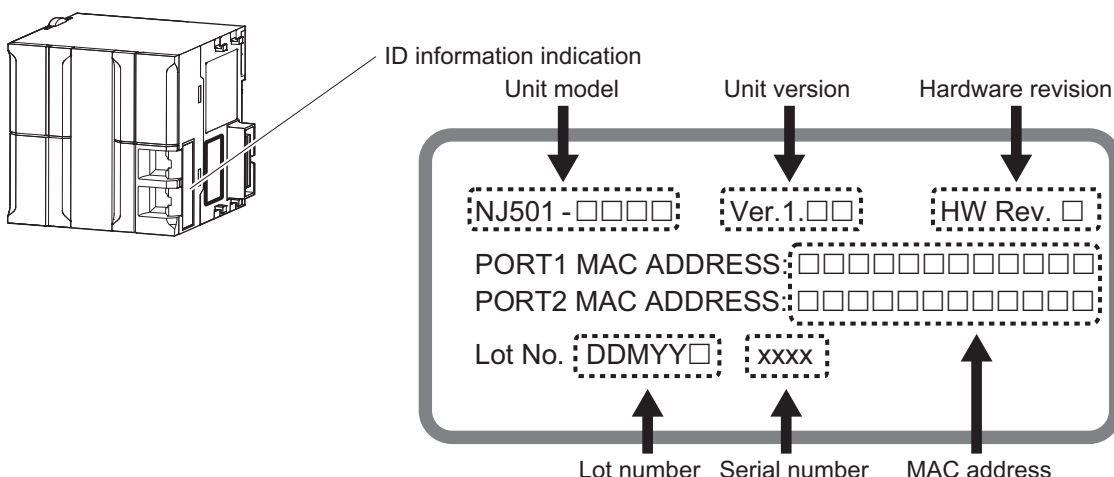 ID information indication
Unit model Unit version Hardware revision
NJ501 - □□□□ Ver.1.□□ HW Rev. □
PORT1 MAC ADDRESS: □□□□□□□□□□□□
PORT2 MAC ADDRESS: □□□□□□□□□□□□
Lot No. DDMYY□ xxxx
Lot number Serial number MAC address